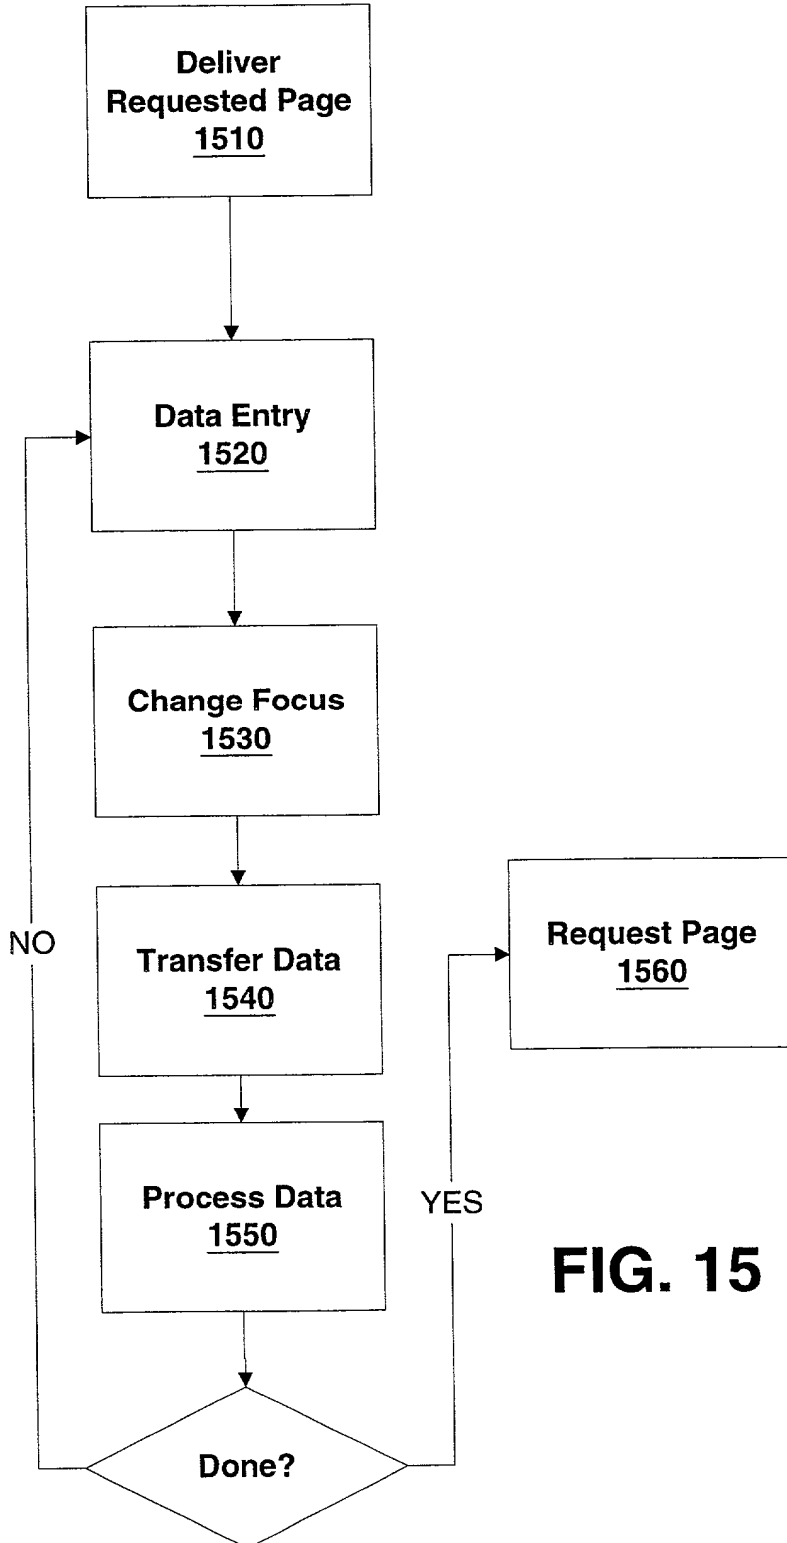 Deliver
Requested Page
1510
Data Entry
1520
Change Focus
1530
Transfer Data
1540
Process Data
1550
Done?
NO
YES
Request Page
1560
FIG. 15